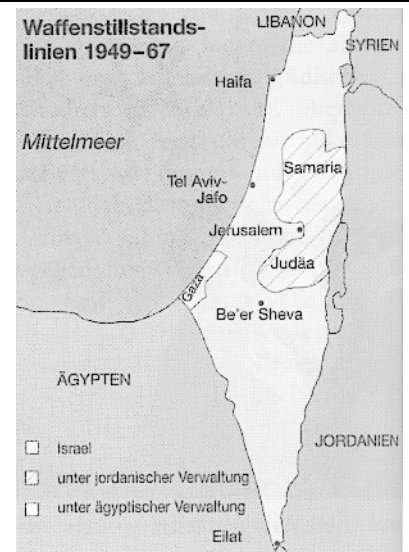 Waffenstillstands-
linien 1949–67
LIBANON
SYRIEN
Haifa
Mittelmeer
Samaria
Tel Aviv-
Jafo
Jerusalem
Judäa
Gaza
Be'er Sheva
ÄGYPTEN
JORDANIEN
Israel
unter jordanischer Verwaltung
unter ägyptischer Verwaltung
Eilat